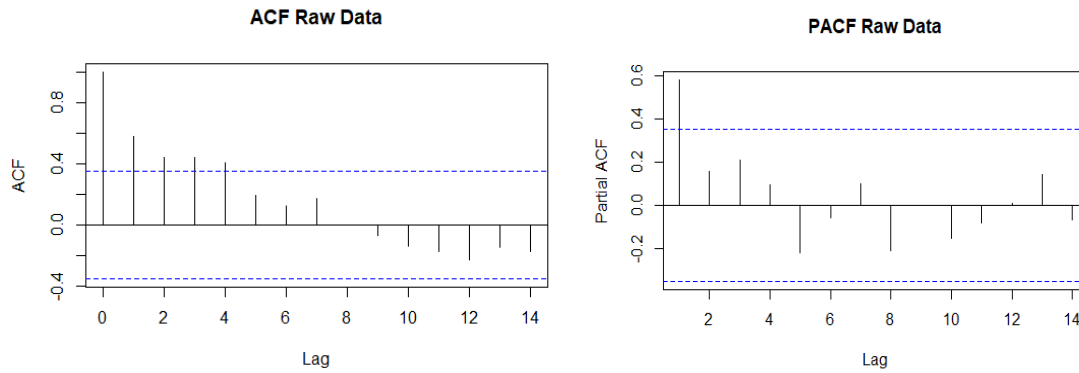 ACF Raw Data
ACF
0.8
0.4
0.0
-0.4
0 2 4 6 8 10 12 14
Lag
PACF Raw Data
Partial ACF
0.6
0.4
0.2
0.0
-0.2
2 4 6 8 10 12 14
Lag